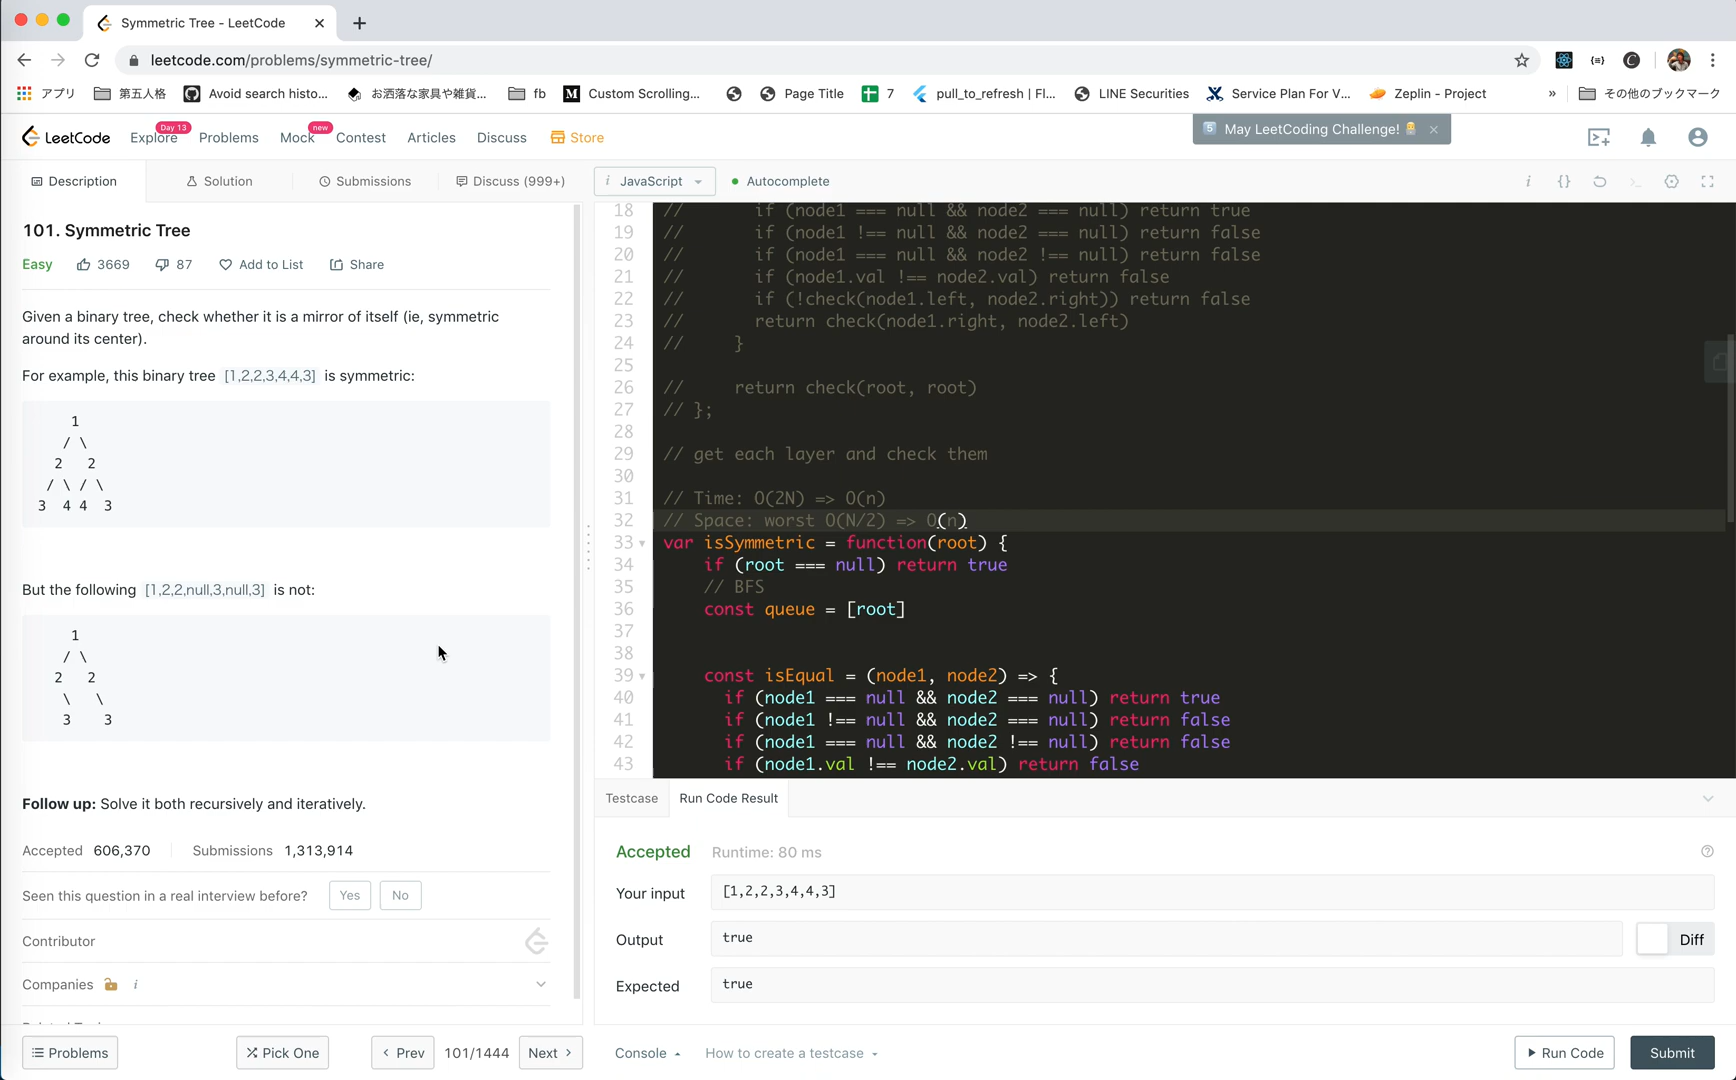 Symmetric Tree - LeetCode
leetcode.com/problems/symmetric-tree/
アプリ 第五人格 Avoid search histo... お洒落な家具や雑貨... fb Custom Scrolling... Page Title 7 pull_to_refresh | Fl... LINE Securities Service Plan For V... Zeplin - Project » その他のブックマーク
LeetCode Explore Day 13 Problems Mock new Contest Articles Discuss Store
5 May LeetCoding Challenge!
Description Solution Submissions Discuss (999+)
i JavaScript Autocomplete
101. Symmetric Tree
Easy 3669 87 Add to List Share
Given a binary tree, check whether it is a mirror of itself (ie, symmetric
around its center).
For example, this binary tree [1,2,2,3,4,4,3] is symmetric:
1
/ \
2 2
/ \ / \
3 4 4 3
But the following [1,2,2,null,3,null,3] is not:
1
/ \
2 2
\ \
3 3
Follow up: Solve it both recursively and iteratively.
Accepted 606,370 Submissions 1,313,914
Seen this question in a real interview before? Yes No
Contributor
Companies i
Problems Pick One Prev 101/1444 Next
18 // if (node1 === null && node2 === null) return true
19 // if (node1 !== null && node2 === null) return false
20 // if (node1 === null && node2 !== null) return false
21 // if (node1.val !== node2.val) return false
22 // if (!check(node1.left, node2.right)) return false
23 // return check(node1.right, node2.left)
24 // }
25
26 // return check(root, root)
27 // };
28
29 // get each layer and check them
30
31 // Time: O(2N) => O(n)
32 // Space: worst O(N/2) => O(n)
33 var isSymmetric = function(root) {
34 if (root === null) return true
35 // BFS
36 const queue = [root]
37
38
39 const isEqual = (node1, node2) => {
40 if (node1 === null && node2 === null) return true
41 if (node1 !== null && node2 === null) return false
42 if (node1 === null && node2 !== null) return false
43 if (node1.val !== node2.val) return false
Testcase Run Code Result
Accepted Runtime: 80 ms
Your input [1,2,2,3,4,4,3]
Output true Diff
Expected true
Console How to create a testcase Run Code Submit